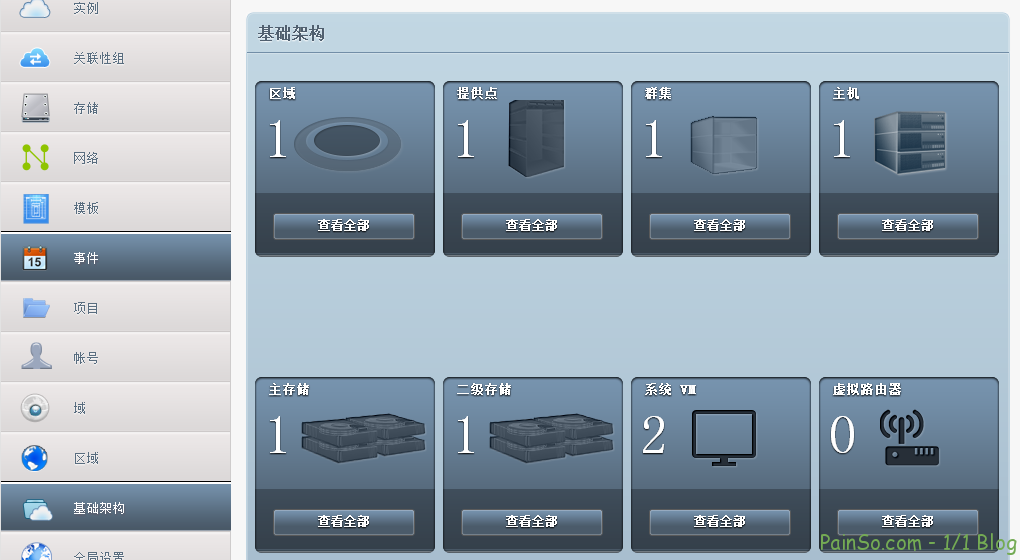 实例
关联性组
存储
网络
模板
15
事件
项目
帐号
域
区域
基础架构
全局设置
基础架构
区域
1
查看全部
提供点
1
查看全部
群集
1
查看全部
主机
1
查看全部
主存储
1
查看全部
二级存储
1
查看全部
系统 VM
2
查看全部
虚拟路由器
0
查看全部
PainSo.com - 1/1 Blog